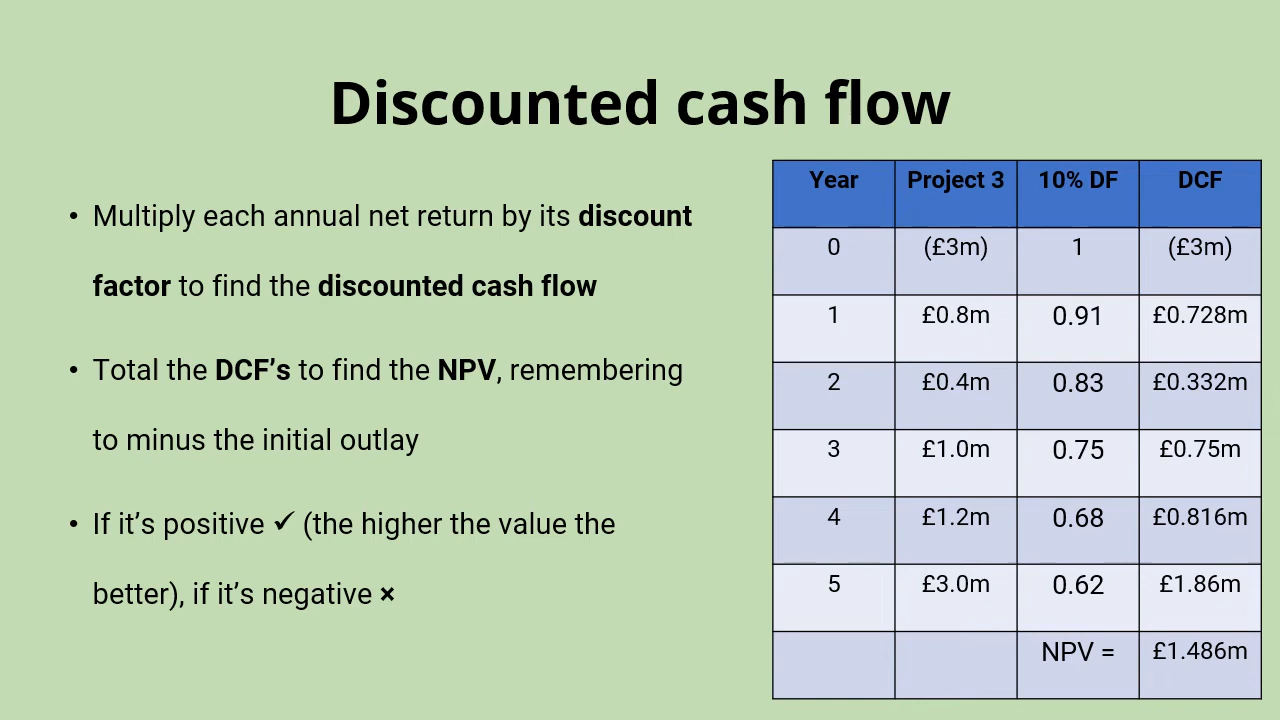 Discounted cash flow
• Multiply each annual net return by its discount
factor to find the discounted cash flow
• Total the DCF’s to find the NPV, remembering
to minus the initial outlay
• If it’s positive ✓ (the higher the value the
better), if it’s negative ×
Year Project 3 10% DF DCF
0 (£3m) 1 (£3m)
1 £0.8m 0.91 £0.728m
2 £0.4m 0.83 £0.332m
3 £1.0m 0.75 £0.75m
4 £1.2m 0.68 £0.816m
5 £3.0m 0.62 £1.86m
NPV = £1.486m